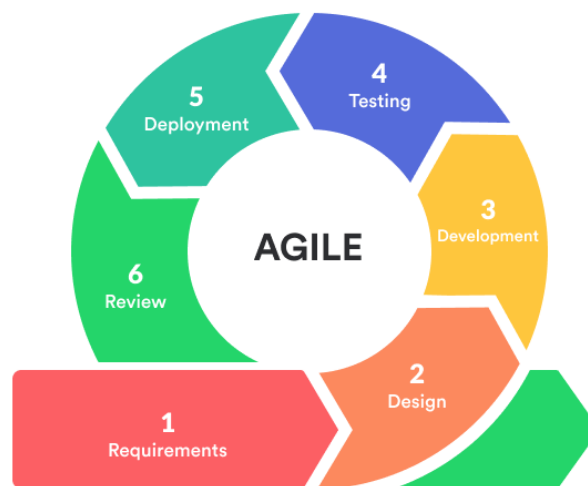 AGILE
1
Requirements
2
Design
3
Development
4
Testing
5
Deployment
6
Review